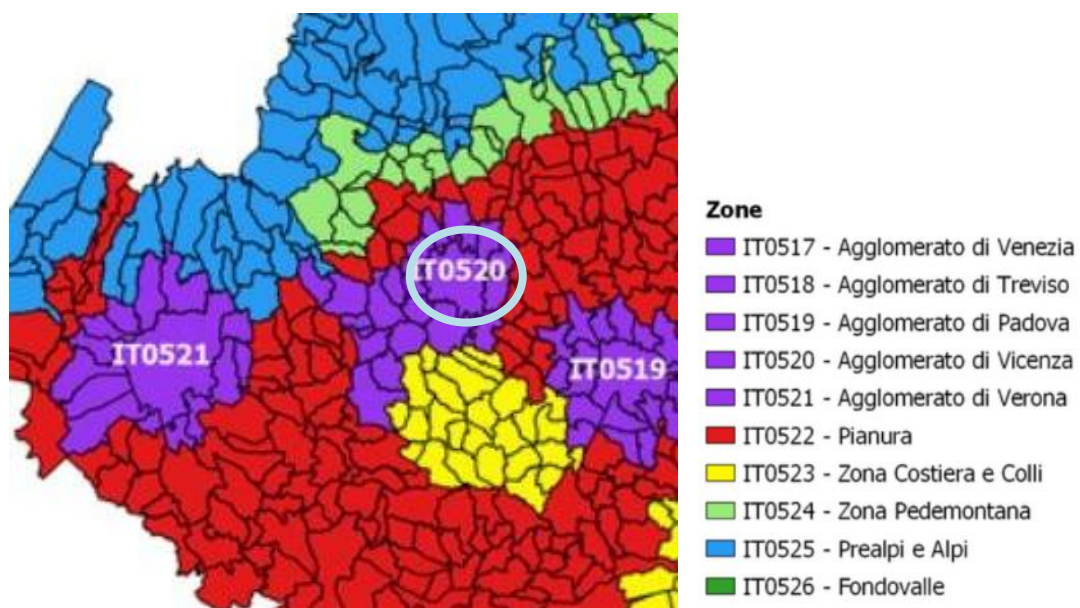 IT0520
IT0521
IT0519
Zone
IT0517 - Agglomerato di Venezia
IT0518 - Agglomerato di Treviso
IT0519 - Agglomerato di Padova
IT0520 - Agglomerato di Vicenza
IT0521 - Agglomerato di Verona
IT0522 - Pianura
IT0523 - Zona Costiera e Colli
IT0524 - Zona Pedemontana
IT0525 - Prealpi e Alpi
IT0526 - Fondovalle